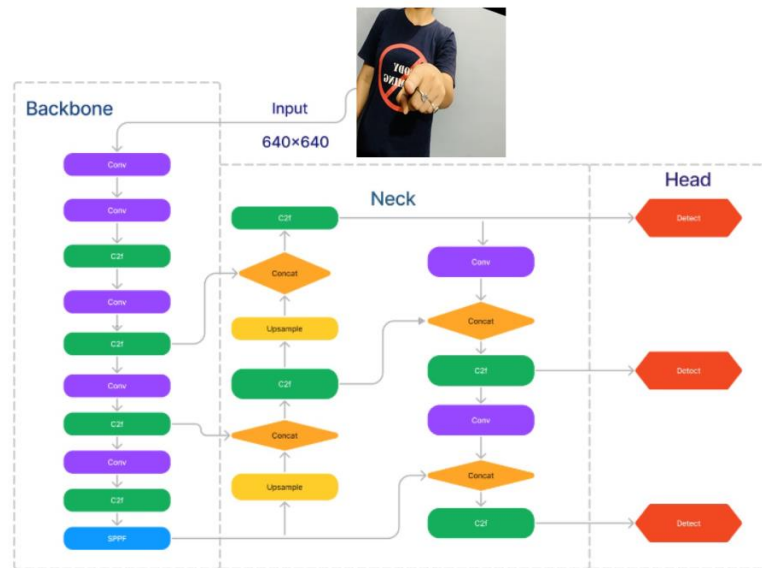 Backbone
Input
640×640
Conv
Conv
C2f
Conv
C2f
Conv
C2f
Conv
C2f
SPPF
Neck
C2f
Concat
Upsample
C2f
Concat
Upsample
Conv
Concat
C2f
Conv
Concat
C2f
Head
Detect
Detect
Detect